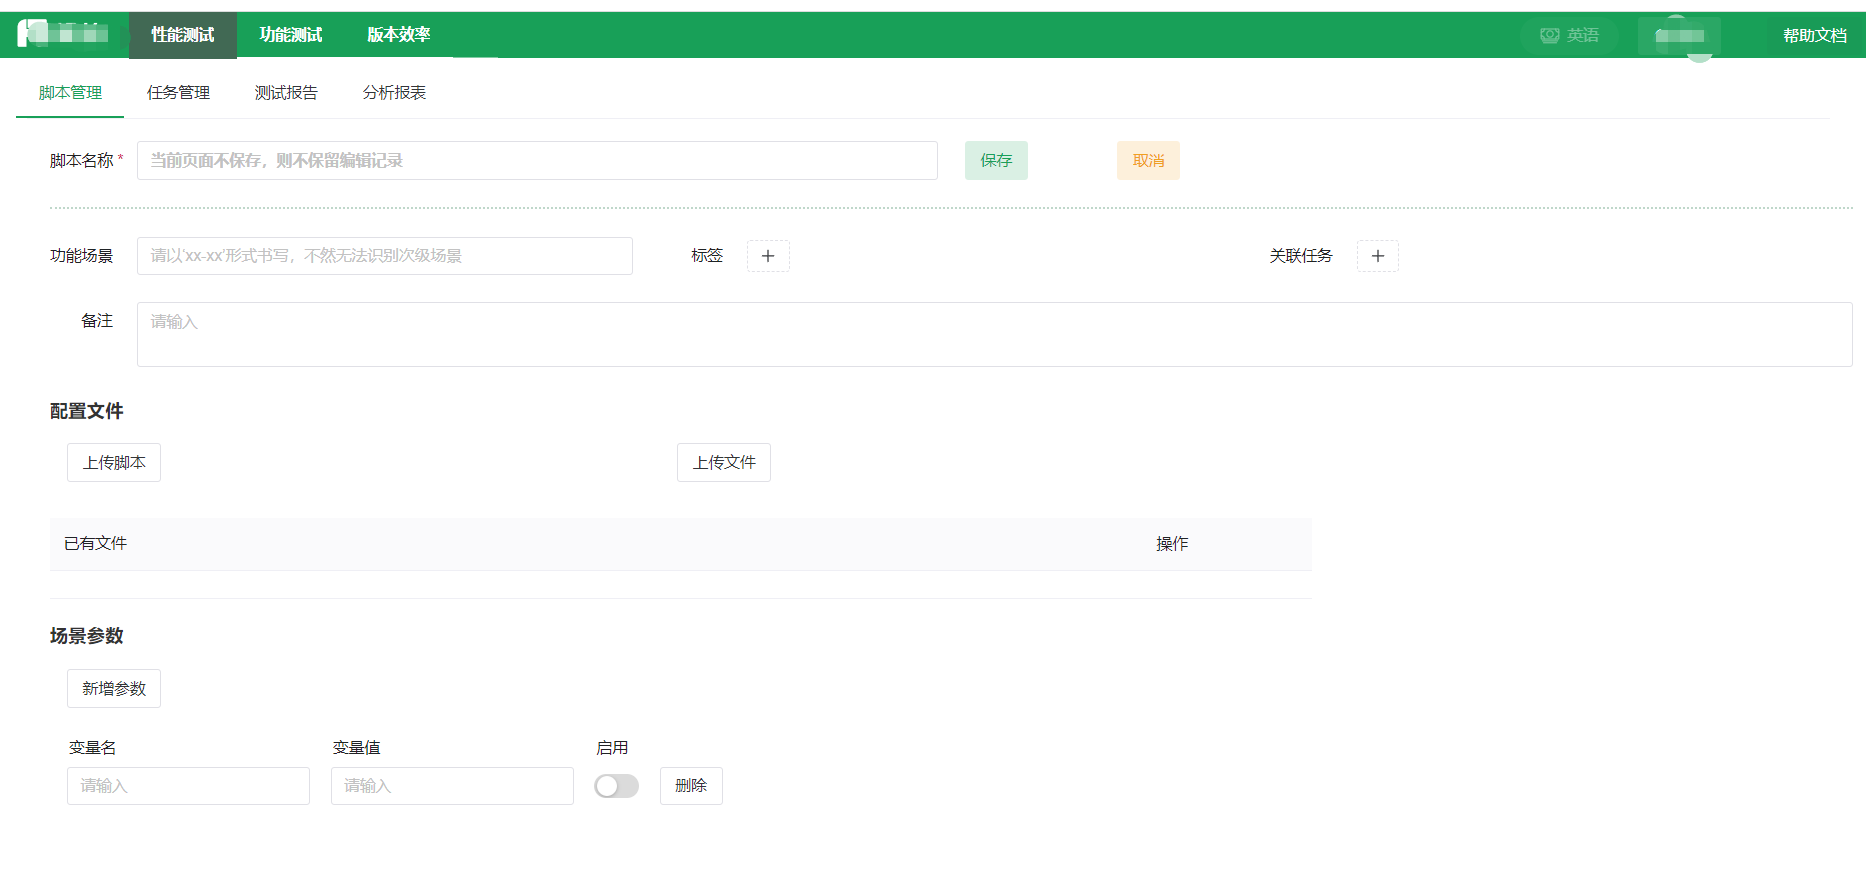 性能测试 功能测试 版本效率 英语 帮助文档
脚本管理 任务管理 测试报告 分析报表
脚本名称 * 当前页面不保存，则不保留编辑记录 保存 取消
功能场景 请以'xx-xx'形式书写，不然无法识别次级场景 标签 + 关联任务 +
备注 请输入
配置文件
上传脚本 上传文件
已有文件 操作
场景参数
新增参数
变量名 变量值 启用
请输入 请输入 删除